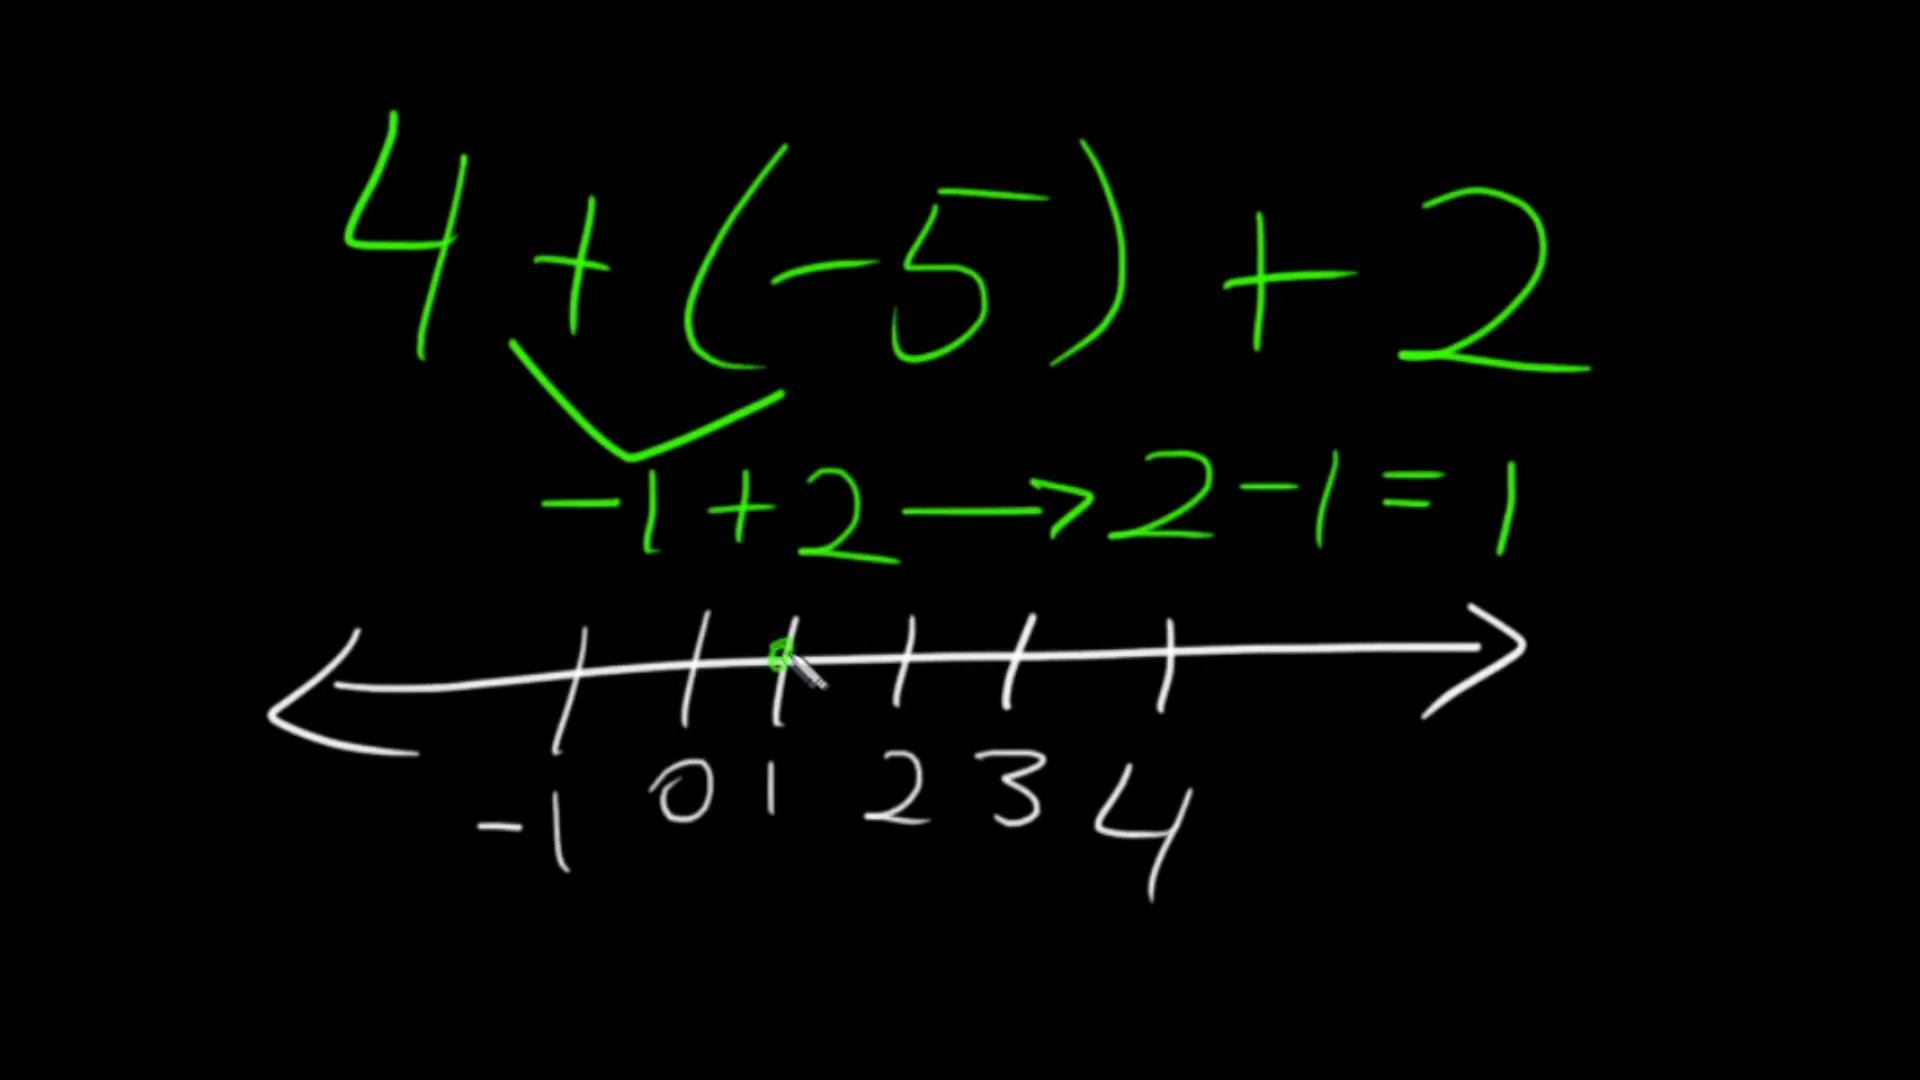 4 + (-5) + 2
-1 + 2 → 2 - 1 = 1
-1 0 1 2 3 4